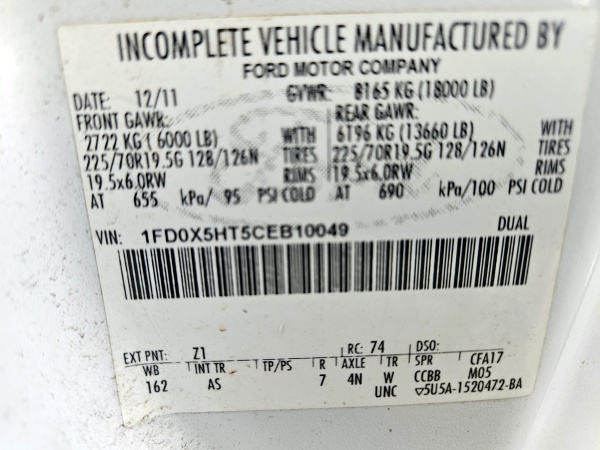 INCOMPLETE VEHICLE MANUFACTURED BY
FORD MOTOR COMPANY
DATE: 12/11 GVWR: 8165 KG (18000 LB)
FRONT GAWR: REAR GAWR:
2722 KG ( 6000 LB) WITH 6196 KG (13660 LB) WITH
225/70R19.5G 128/126N TIRES 225/70R19.5G 128/126N TIRES
19.5x6.0RW RIMS 19.5x6.0RW RIMS
AT 655 kPa/ 95 PSI COLD AT 690 kPa/100 PSI COLD
VIN: 1FD0X5HT5CEB10049 DUAL
EXT PNT: Z1 RC: 74 DSO:
WB INT TR TP/PS R AXLE TR SPR CFA17
162 AS 7 4N W CCBB M05
UNC ▽5U5A-1520472-BA